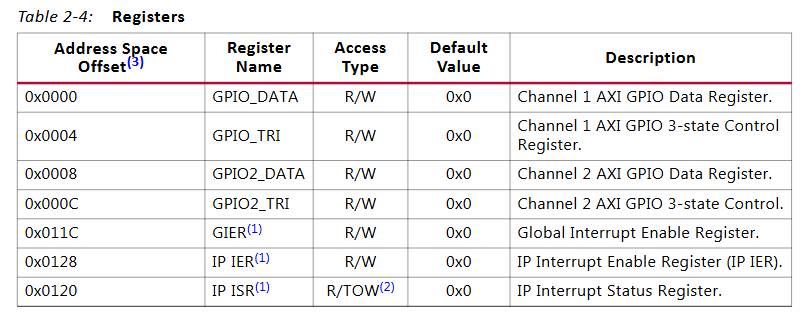 Table 2-4: Registers
Address Space Offset(3) Register Name Access Type Default Value Description
0x0000 GPIO_DATA R/W 0x0 Channel 1 AXI GPIO Data Register.
0x0004 GPIO_TRI R/W 0x0 Channel 1 AXI GPIO 3-state Control Register.
0x0008 GPIO2_DATA R/W 0x0 Channel 2 AXI GPIO Data Register.
0x000C GPIO2_TRI R/W 0x0 Channel 2 AXI GPIO 3-state Control.
0x011C GIER(1) R/W 0x0 Global Interrupt Enable Register.
0x0128 IP IER(1) R/W 0x0 IP Interrupt Enable Register (IP IER).
0x0120 IP ISR(1) R/TOW(2) 0x0 IP Interrupt Status Register.